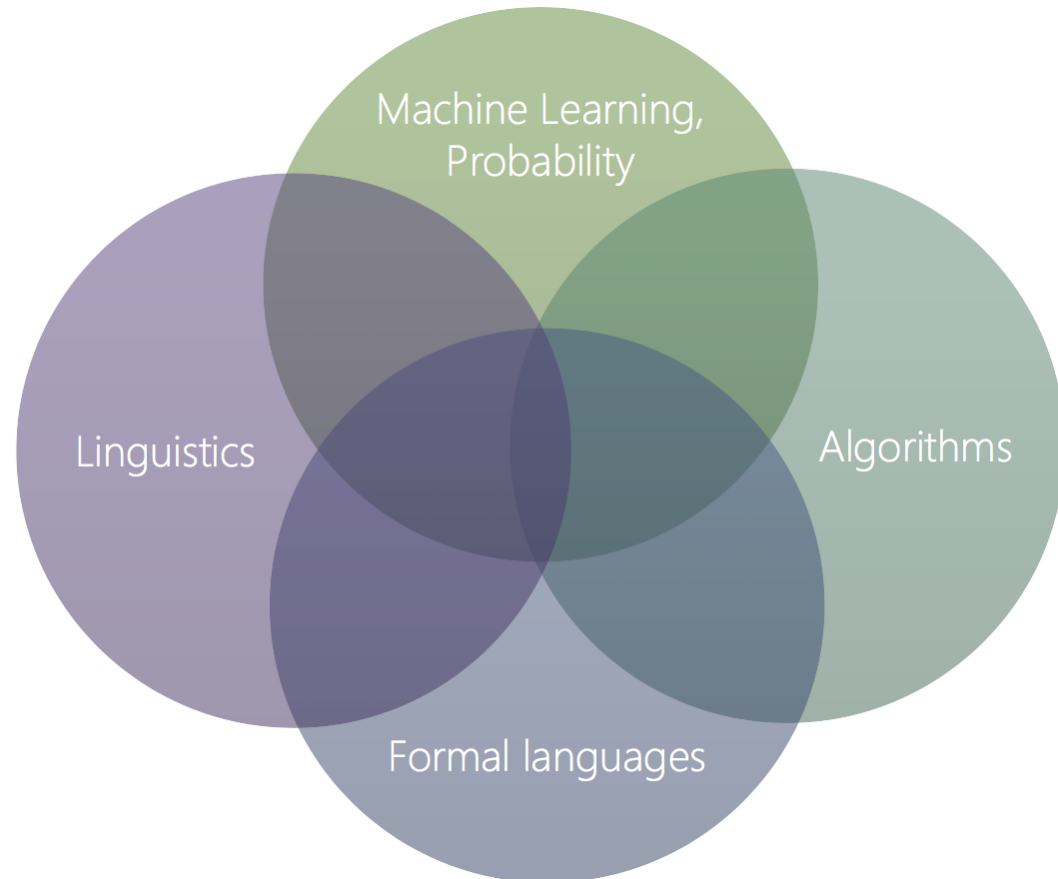 Machine Learning,
Probability
Linguistics
Algorithms
Formal languages